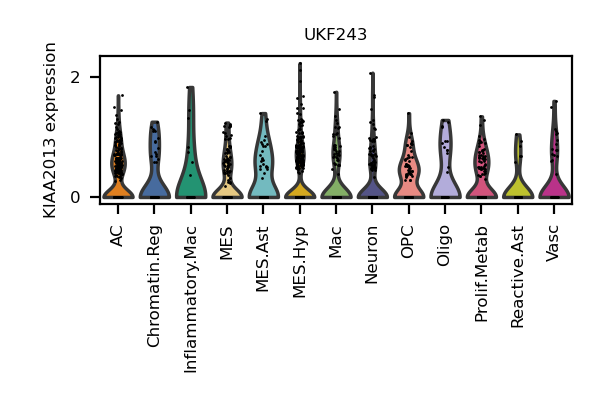 UKF243
KIAA2013 expression
2
0
AC
Chromatin.Reg
Inflammatory.Mac
MES
MES.Ast
MES.Hyp
Mac
Neuron
OPC
Oligo
Prolif.Metab
Reactive.Ast
Vasc